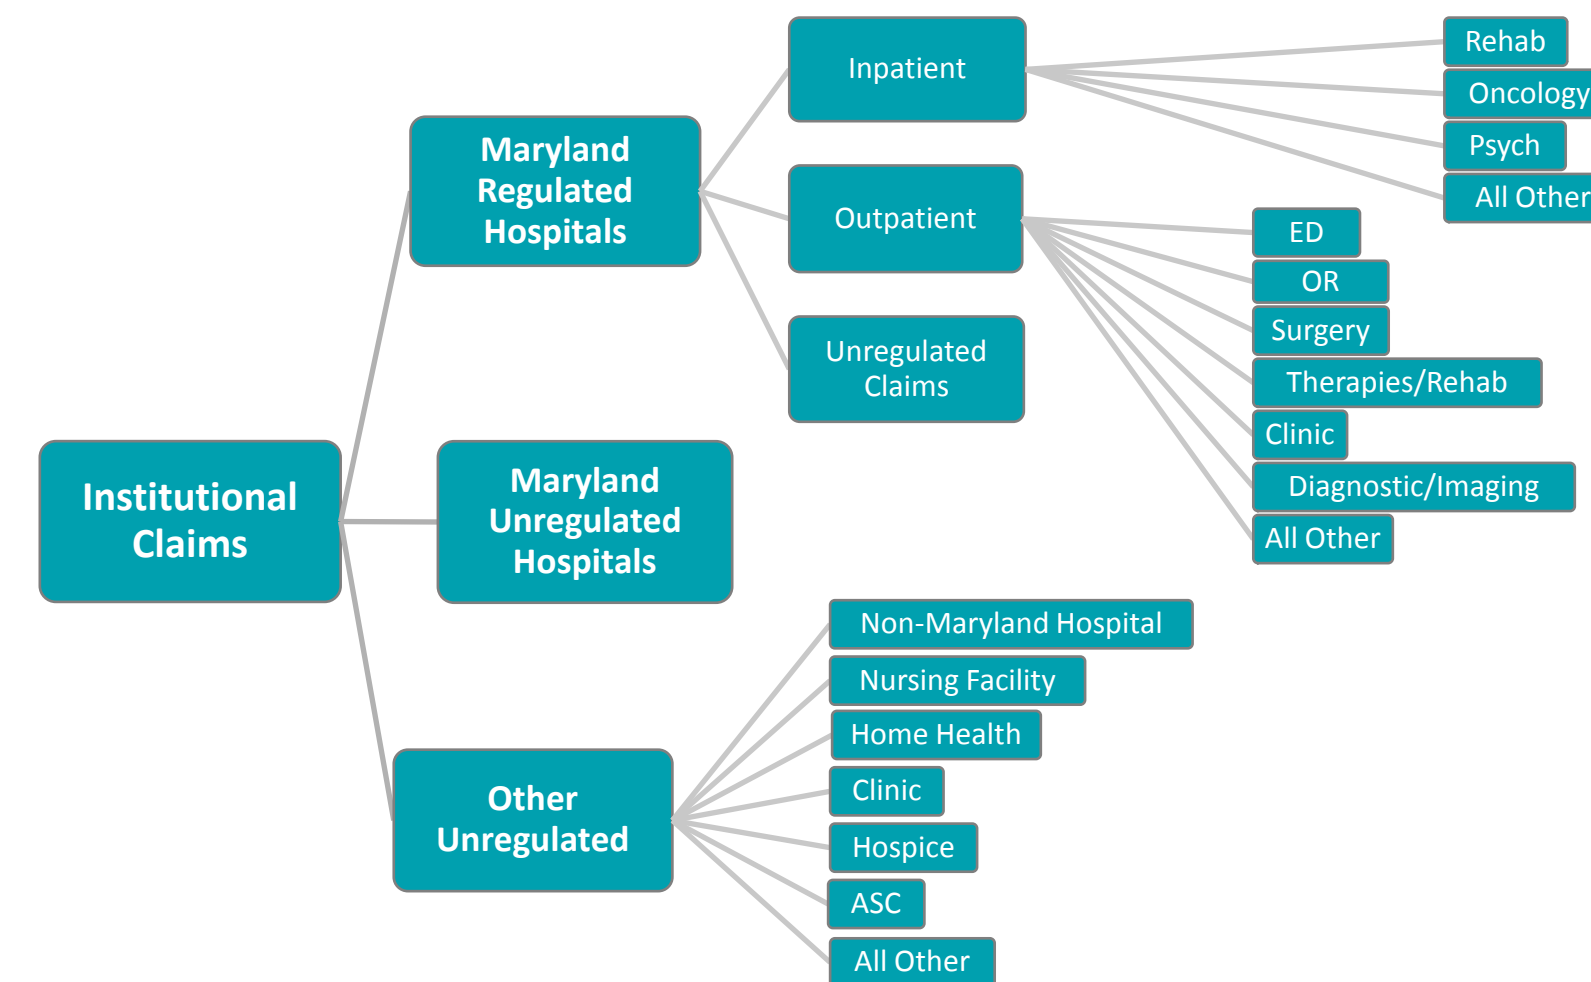 Institutional
Claims
Maryland
Regulated
Hospitals
Inpatient
Rehab
Oncology
Psych
All Other
Outpatient
ED
OR
Surgery
Therapies/Rehab
Clinic
Diagnostic/Imaging
All Other
Unregulated
Claims
Maryland
Unregulated
Hospitals
Other
Unregulated
Non-Maryland Hospital
Nursing Facility
Home Health
Clinic
Hospice
ASC
All Other